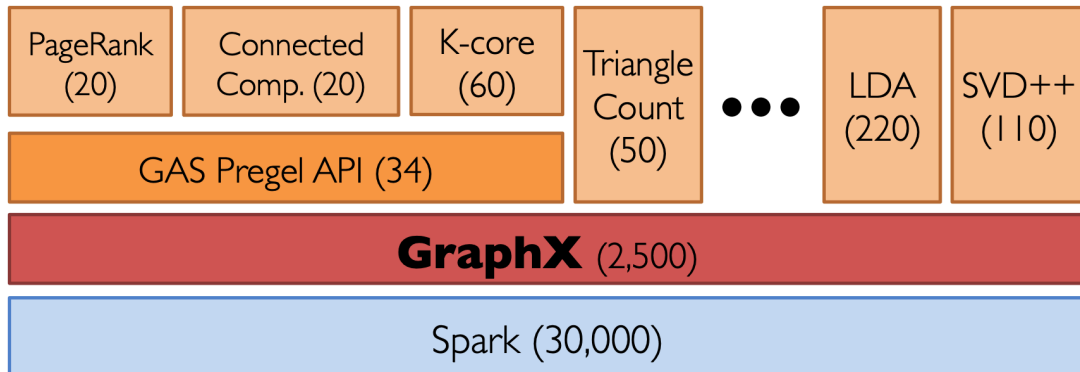 PageRank
(20)
Connected
Comp. (20)
K-core
(60)
Triangle
Count
(50)
LDA
(220)
SVD++
(110)
GAS Pregel API (34)
GraphX (2,500)
Spark (30,000)